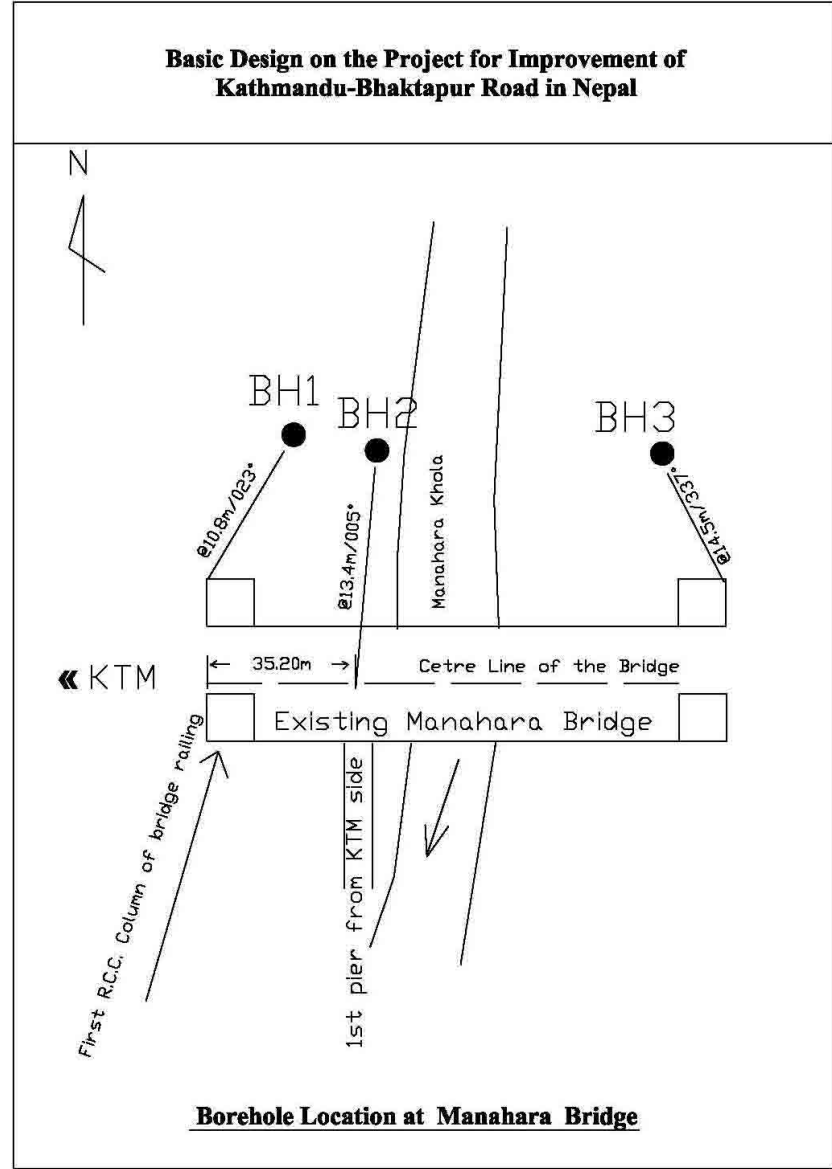 Basic Design on the Project for Improvement of
Kathmandu-Bhaktapur Road in Nepal
N
BH1
BH2
BH3
@10.8m/023°
@13.4m/005°
Manahara Khola
@14.5m/337°
35.20m
Cetre Line of the Bridge
« KTM
Existing Manahara Bridge
First R.C.C. Column of bridge railing
1st pier from KTM side
Borehole Location at Manahara Bridge